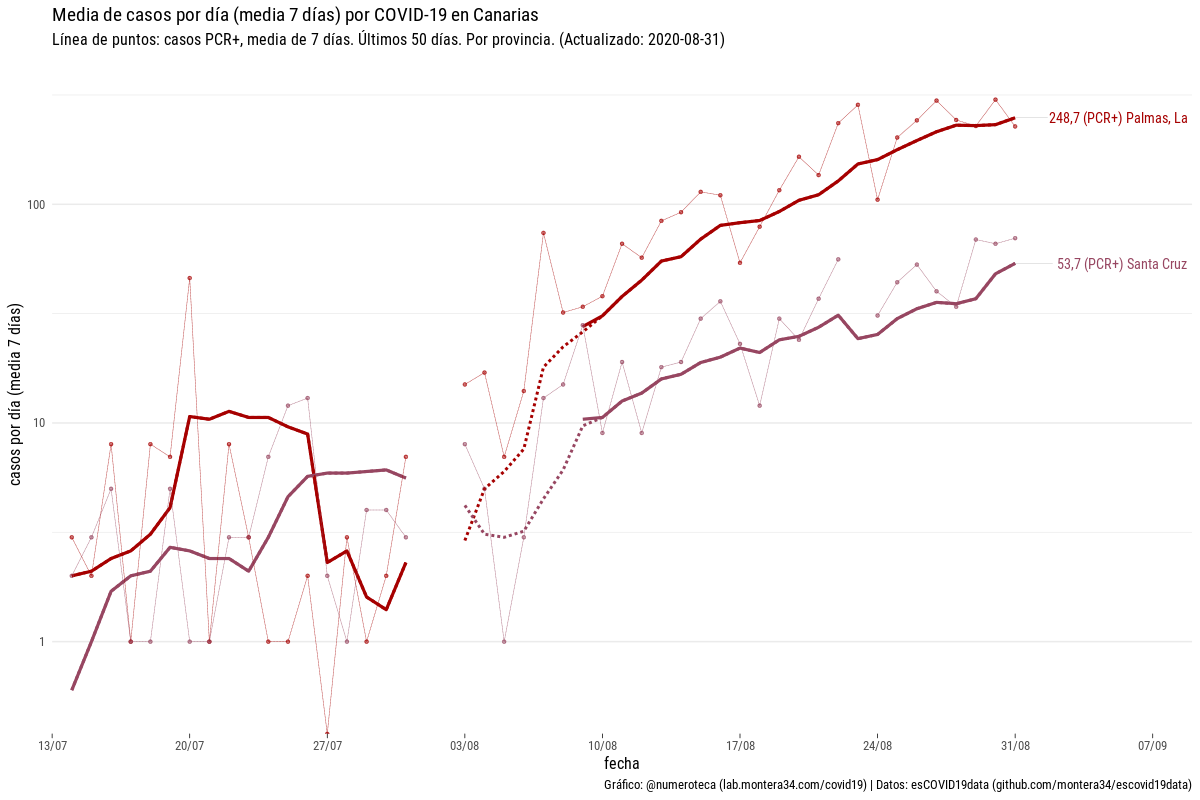 Media de casos por día (media 7 días) por COVID-19 en Canarias
Línea de puntos: casos PCR+, media de 7 días. Últimos 50 días. Por provincia. (Actualizado: 2020-08-31)
casos por día (media 7 días)
100
10
1
248,7 (PCR+) Palmas, La
53,7 (PCR+) Santa Cruz
13/07 20/07 27/07 03/08 10/08 17/08 24/08 31/08 07/09
fecha
Gráfico: @numeroteca (lab.montera34.com/covid19) | Datos: esCOVID19data (github.com/montera34/escovid19data)